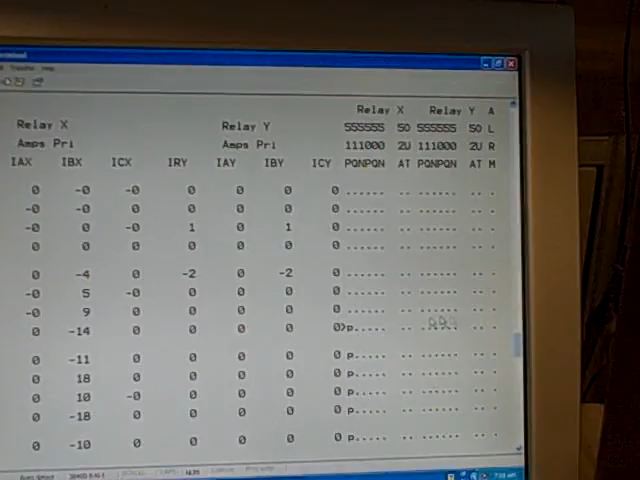 Relay X Relay Y A
Relay X Relay Y 555555 50 555555 50 L
Amps Pri Amps Pri 111000 2U 111000 2U R
IAX IBX ICX IRY IAY IBY ICY PQNPQN AT PQNPQN AT M
0 -0 -0 0 0 0 0 ...... .. ...... .. .
-0 -0 0 0 0 0 0 ...... .. ...... .. .
-0 0 -0 1 0 1 0 ...... .. ...... .. .
0 0 0 0 0 0 0 ...... .. ...... .. .
0 -4 0 -2 0 -2 0 ...... .. ...... .. .
-0 5 -0 0 0 0 0 ...... .. ...... .. .
-0 9 0 0 0 0 0 ...... .. ...... .. .
0 -14 0 0 0 0 0>p..... .. ...... .. .
0 -11 0 0 0 0 0 p..... .. ...... .. .
0 18 0 0 0 0 0 p..... .. ...... .. .
0 10 -0 0 0 0 0 p..... .. ...... .. .
0 -18 0 0 0 0 0 p..... .. ...... .. .
0 -10 0 0 0 0 0 p..... .. ...... .. .